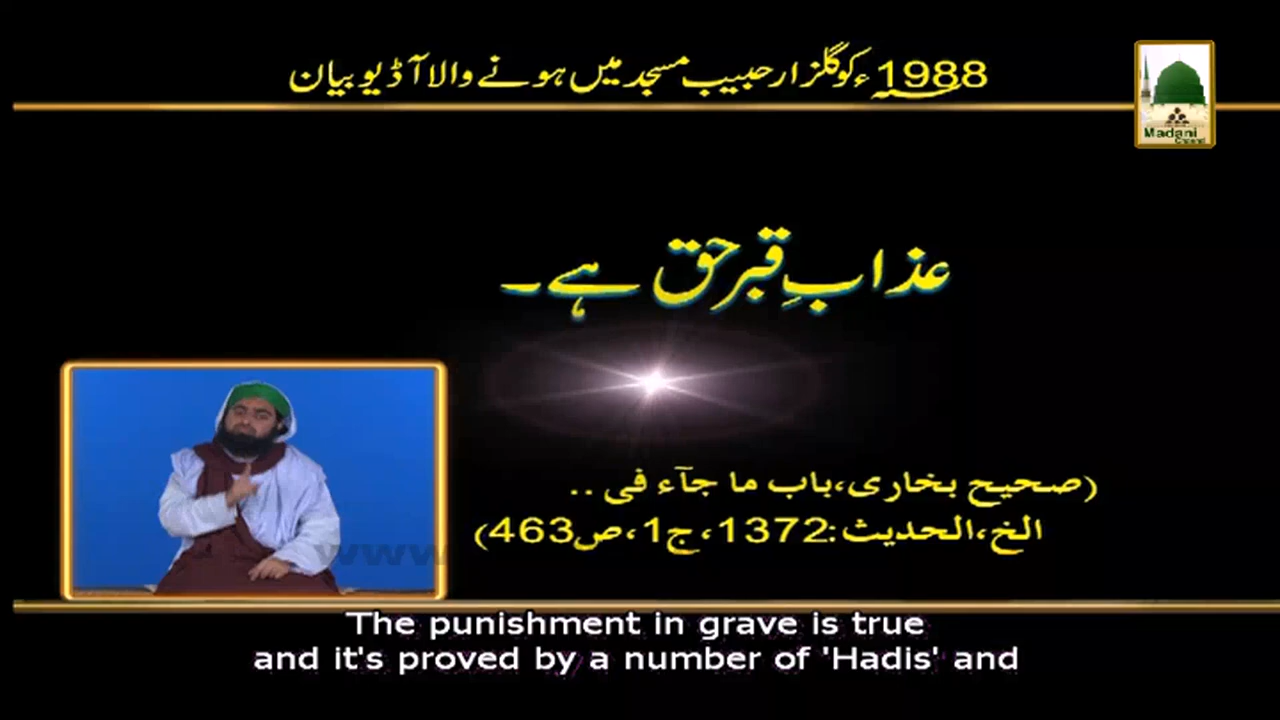 1988ء کو گلزار حبیب مسجد میں ہونے والا آڈیو بیان
Madani
Channel
عذابِ قبر حق ہے۔
(صحیح بخاری،باب ما جآء فی ..
الخ،الحدیث:1372،ج1،ص463)
www
The punishment in grave is true
and it's proved by a number of 'Hadis' and